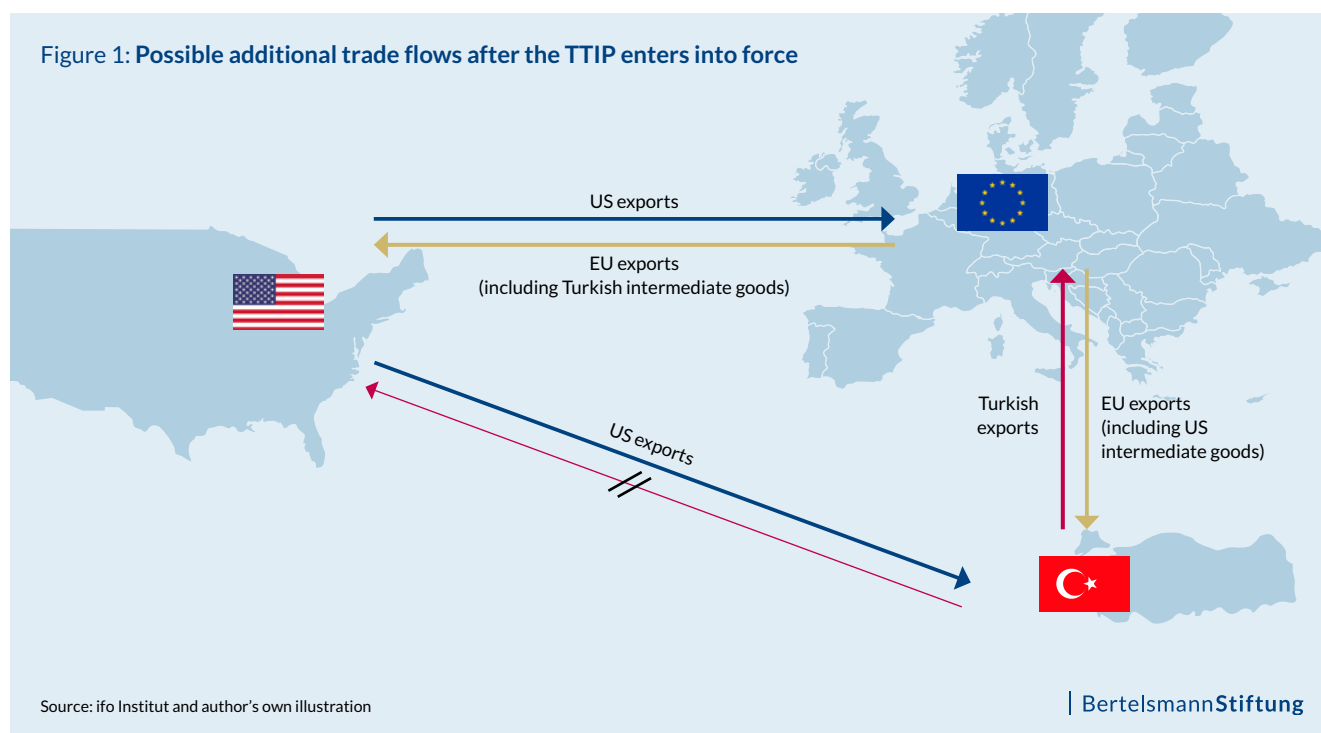 Figure 1: Possible additional trade flows after the TTIP enters into force
US exports
EU exports
(including Turkish intermediate goods)
Turkish
exports
EU exports
(including US
intermediate goods)
US exports
Source: ifo Institut and author's own illustration
BertelsmannStiftung